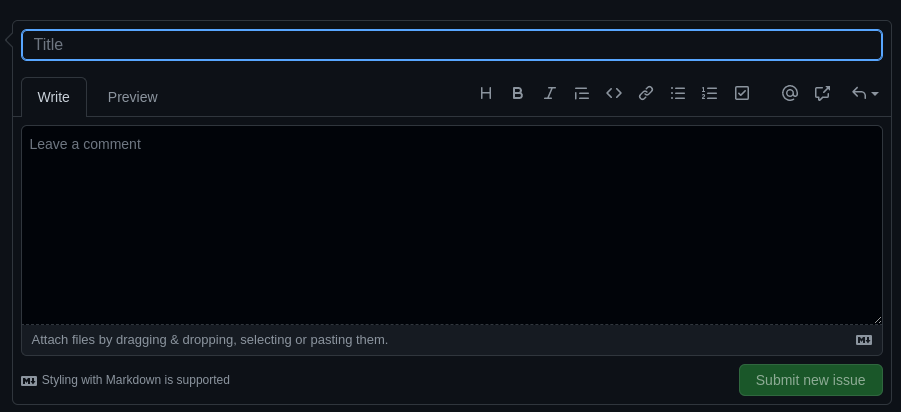 Title
Write
Preview
Leave a comment
Attach files by dragging & dropping, selecting or pasting them.
Styling with Markdown is supported
Submit new issue